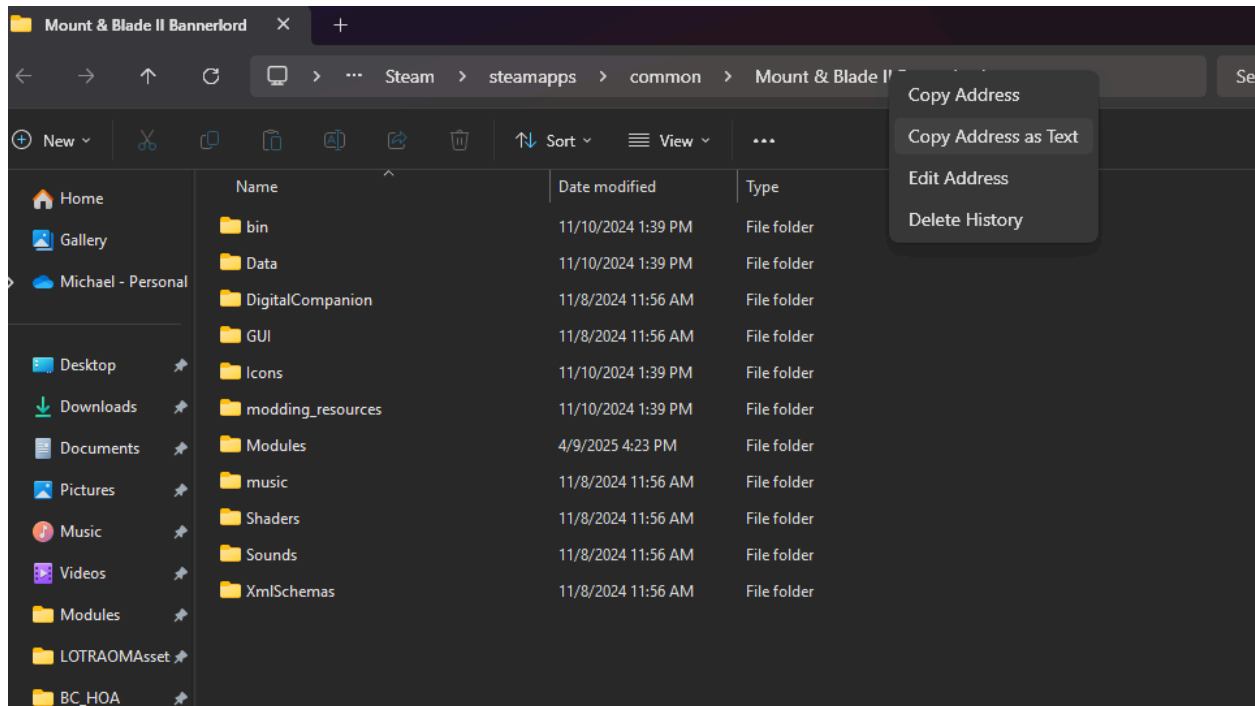 Mount & Blade II Bannerlord
Steam > steamapps > common > Mount & Blade II
Se
New
Sort
View
Copy Address
Copy Address as Text
Edit Address
Delete History
Name Date modified Type
Home
Gallery
Michael - Personal
Desktop
Downloads
Documents
Pictures
Music
Videos
Modules
LOTRAOMAsset
BC_HOA
bin 11/10/2024 1:39 PM File folder
Data 11/10/2024 1:39 PM File folder
DigitalCompanion 11/8/2024 11:56 AM File folder
GUI 11/8/2024 11:56 AM File folder
Icons 11/10/2024 1:39 PM File folder
modding_resources 11/10/2024 1:39 PM File folder
Modules 4/9/2025 4:23 PM File folder
music 11/8/2024 11:56 AM File folder
Shaders 11/8/2024 11:56 AM File folder
Sounds 11/8/2024 11:56 AM File folder
XmlSchemas 11/8/2024 11:56 AM File folder